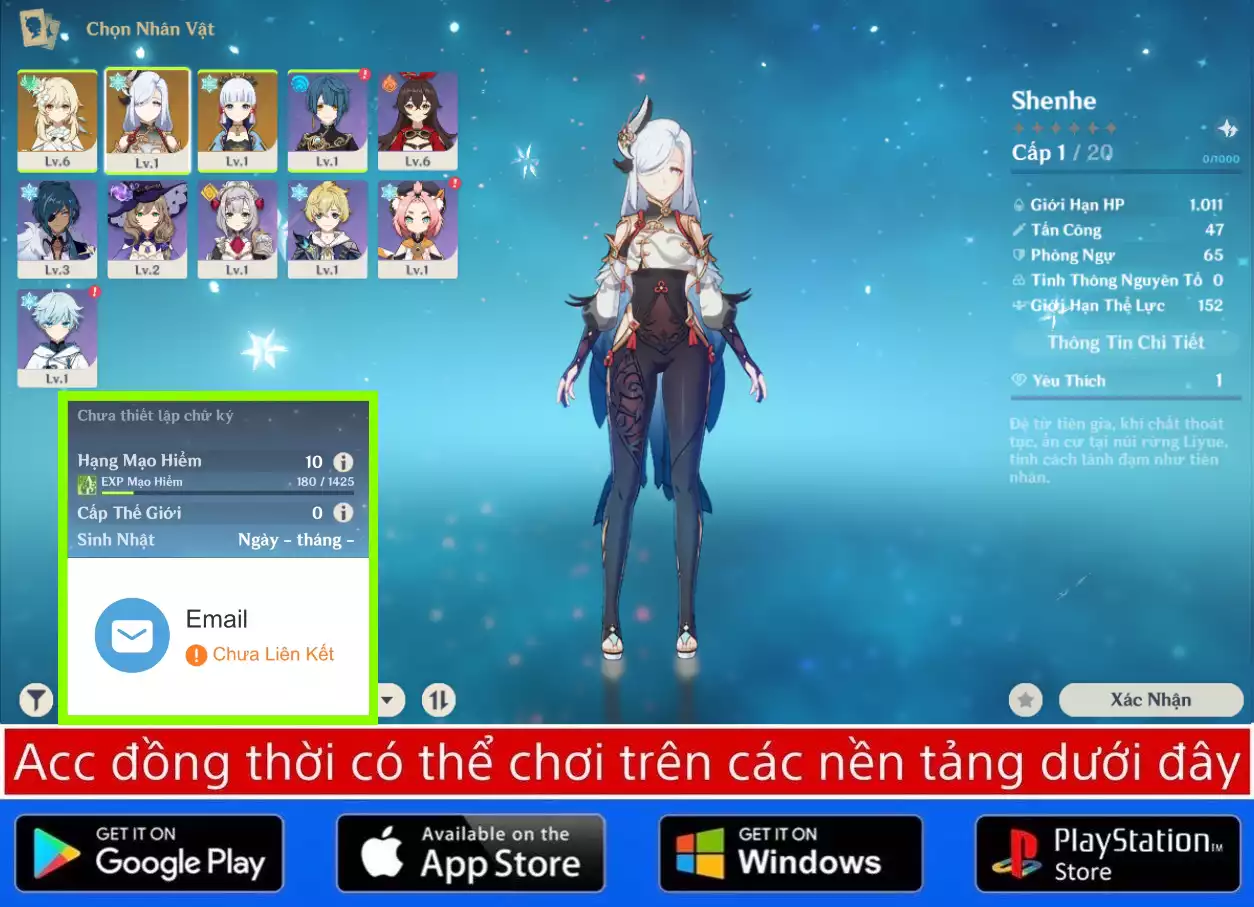 Chọn Nhân Vật
Lv.6
Lv.1
Lv.1
Lv.1
Lv.6
Lv.3
Lv.2
Lv.1
Lv.1
Lv.1
Lv.1
Shenhe
Cấp 1 / 20
0/1000
Giới Hạn HP 1.011
Tấn Công 47
Phòng Ngự 65
Tinh Thông Nguyên Tố 0
Giới Hạn Thể Lực 152
Thông Tin Chi Tiết
Yêu Thích 1
Đệ tử tiên gia, khí chất thoát
tục, ẩn cư tại núi rừng Liyue,
tính cách lãnh đạm như tiên
nhân.
Chưa thiết lập chữ ký
Hạng Mạo Hiểm 10
EXP Mạo Hiểm 180 / 1425
Cấp Thế Giới 0
Sinh Nhật Ngày - tháng -
Email
Chưa Liên Kết
Xác Nhận
Acc đồng thời có thể chơi trên các nền tảng dưới đây
GET IT ON
Google Play
Available on the
App Store
GET IT ON
Windows
PlayStation™
Store